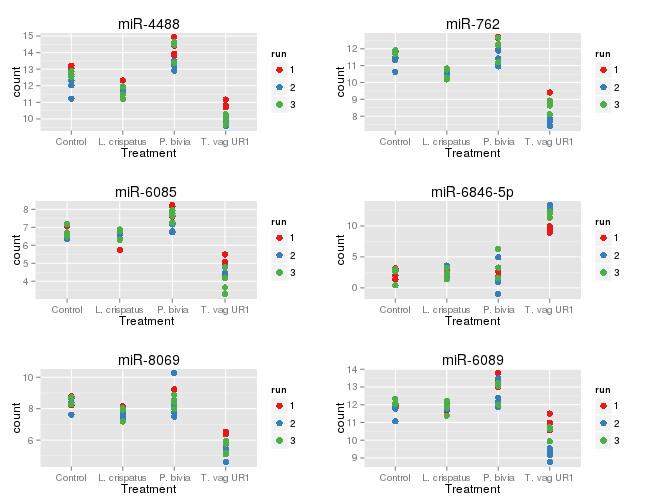 miR-4488
15
14
13
12
11
10
count
Control L. crispatus P. bivia T. vag UR1
Treatment
run
1
2
3
miR-762
12
11
10
9
8
count
Control L. crispatus P. bivia T. vag UR1
Treatment
run
1
2
3
miR-6085
8
7
6
5
4
count
Control L. crispatus P. bivia T. vag UR1
Treatment
run
1
2
3
miR-6846-5p
10
5
0
count
Control L. crispatus P. bivia T. vag UR1
Treatment
run
1
2
3
miR-8069
10
8
6
count
Control L. crispatus P. bivia T. vag UR1
Treatment
run
1
2
3
miR-6089
14
13
12
11
10
9
count
Control L. crispatus P. bivia T. vag UR1
Treatment
run
1
2
3